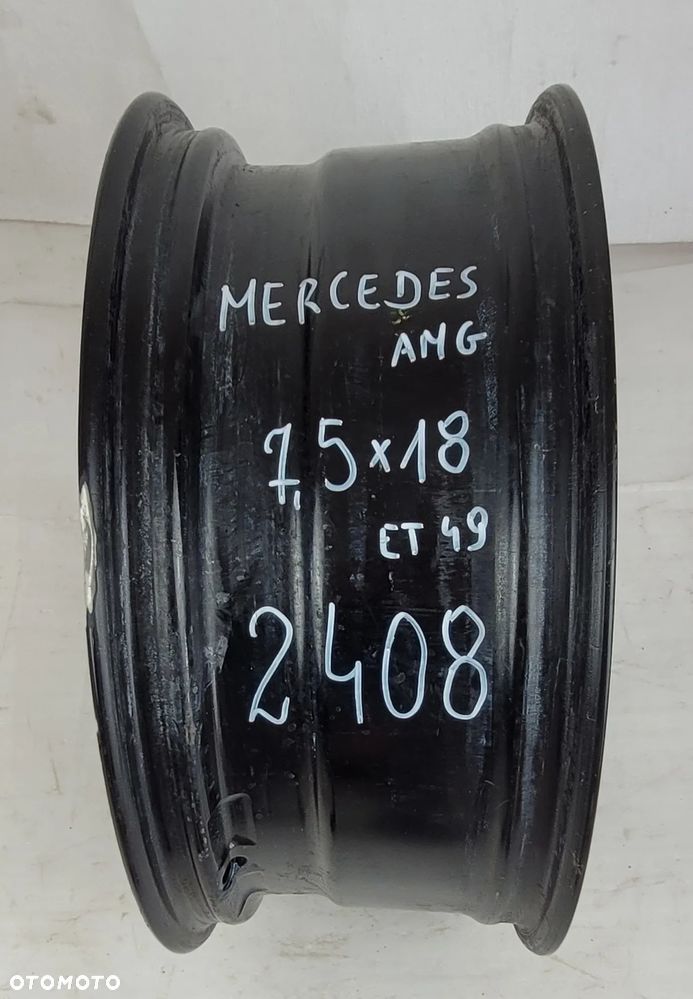 MERCEDES
AMG
7,5x18
ET 49
2408
OTOMOTO